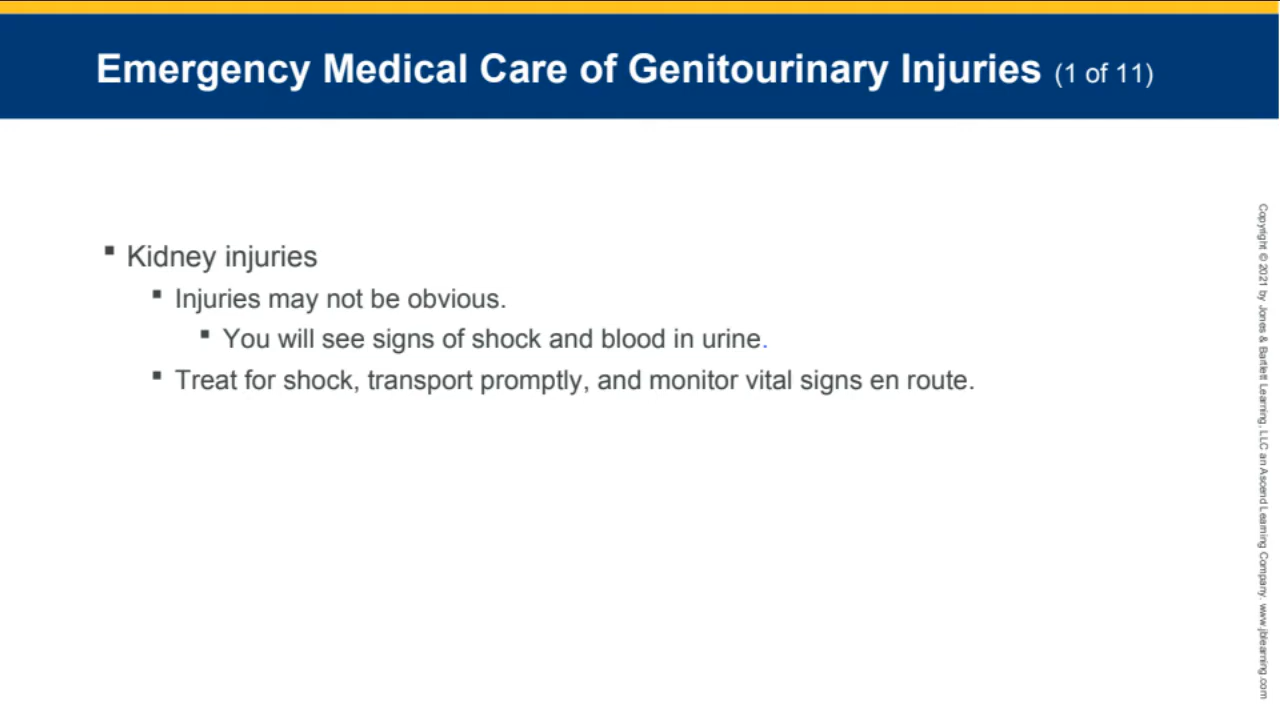 Emergency Medical Care of Genitourinary Injuries (1 of 11)
▪ Kidney injuries
▪ Injuries may not be obvious.
▪ You will see signs of shock and blood in urine.
▪ Treat for shock, transport promptly, and monitor vital signs en route.
Copyright © 2021 by Jones & Bartlett Learning, LLC an Ascend Learning Company. www.jblearning.com